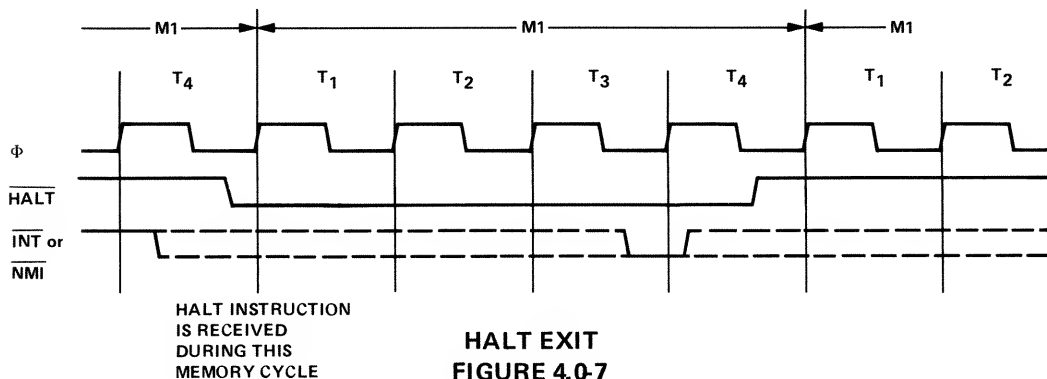 M1 M1 M1
T4 T1 T2 T3 T4 T1 T2
Φ
HALT
INT or
NMI
HALT INSTRUCTION
IS RECEIVED
DURING THIS
MEMORY CYCLE
HALT EXIT
FIGURE 4.0-7